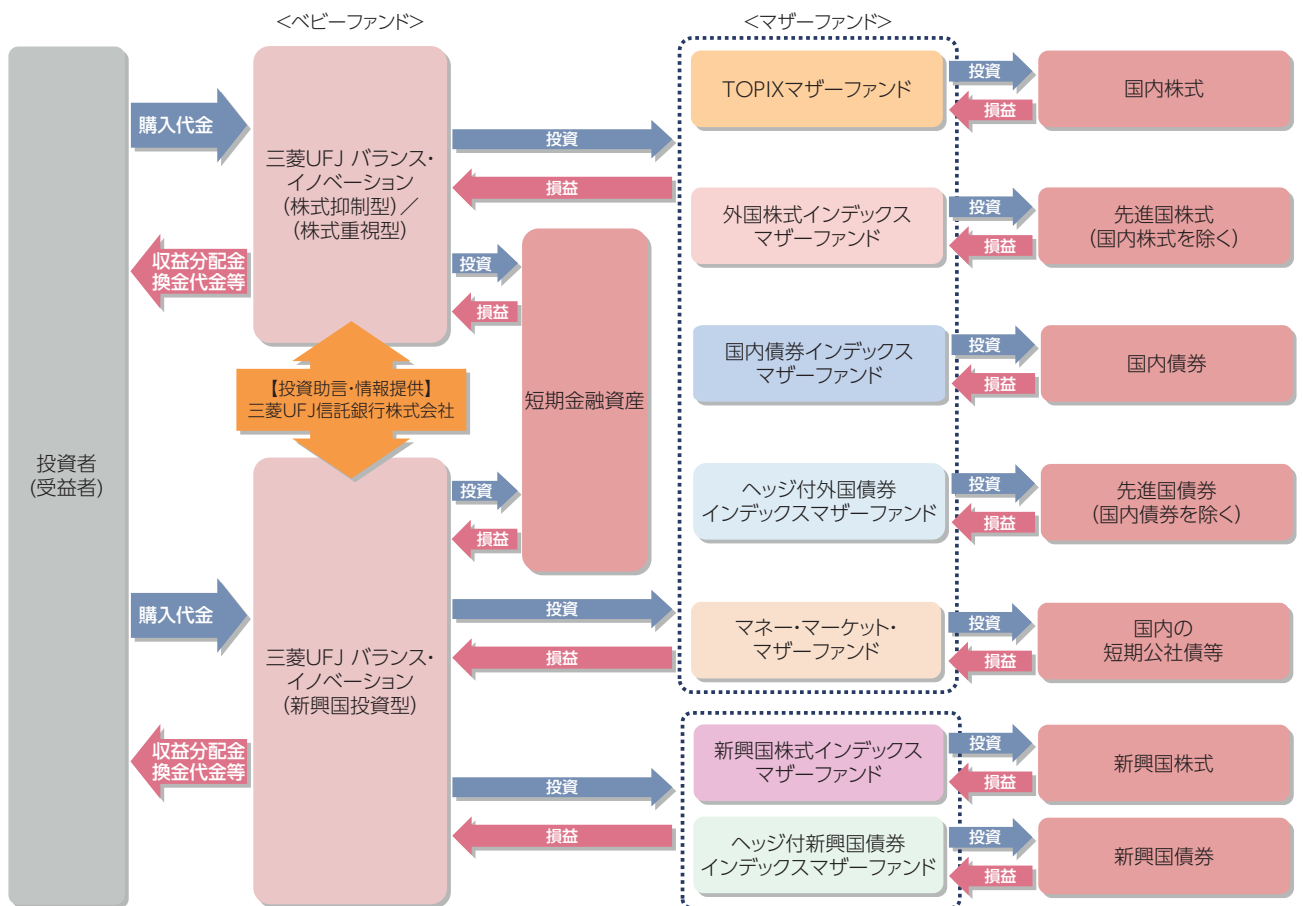 <ベビーファンド>
<マザーファンド>
投資者
(受益者)
購入代金
収益分配金
換金代金等
三菱UFJ バランス・
イノベーション
(株式抑制型)／
(株式重視型)
投資
損益
投資
損益
【投資助言・情報提供】
三菱UFJ信託銀行株式会社
短期金融資産
投資
損益
購入代金
収益分配金
換金代金等
三菱UFJ バランス・
イノベーション
(新興国投資型)
投資
損益
投資
損益
TOPIXマザーファンド
投資
損益
国内株式
外国株式インデックス
マザーファンド
投資
損益
先進国株式
(国内株式を除く)
国内債券インデックス
マザーファンド
投資
損益
国内債券
ヘッジ付外国債券
インデックスマザーファンド
投資
損益
先進国債券
(国内債券を除く)
マネー・マーケット・
マザーファンド
投資
損益
国内の
短期公社債等
新興国株式インデックス
マザーファンド
投資
損益
新興国株式
ヘッジ付新興国債券
インデックスマザーファンド
投資
損益
新興国債券